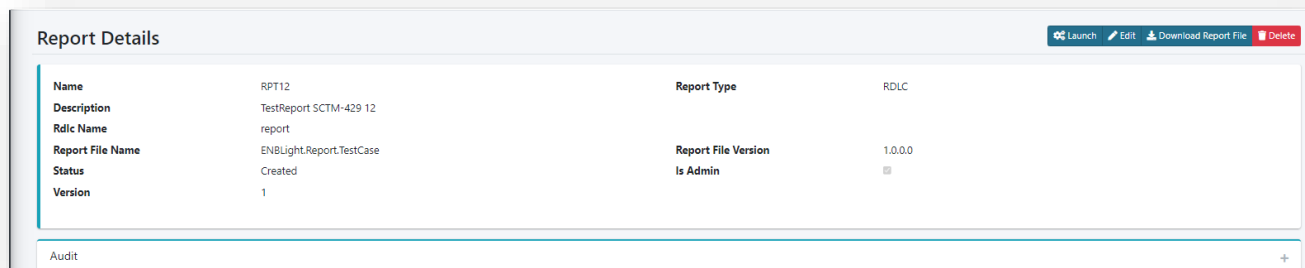 Report Details
Launch Edit Download Report File Delete
Name RPT12 Report Type RDLC
Description TestReport SCTM-429 12
Rdlc Name report
Report File Name ENBLight.Report.TestCase Report File Version 1.0.0.0
Status Created Is Admin
Version 1
Audit +